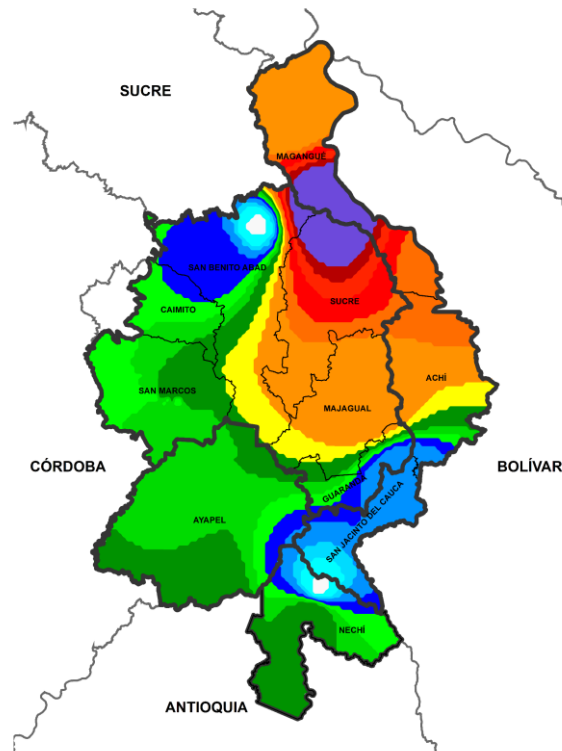 SUCRE
MAGANGUÉ
SAN BENITO ABAD
SUCRE
CAIMITO
ACHÍ
SAN MARCOS
MAJAGUAL
CÓRDOBA
BOLÍVAR
GUARANDA
SAN JACINTO DEL CAUCA
AYAPEL
NECHÍ
ANTIOQUIA